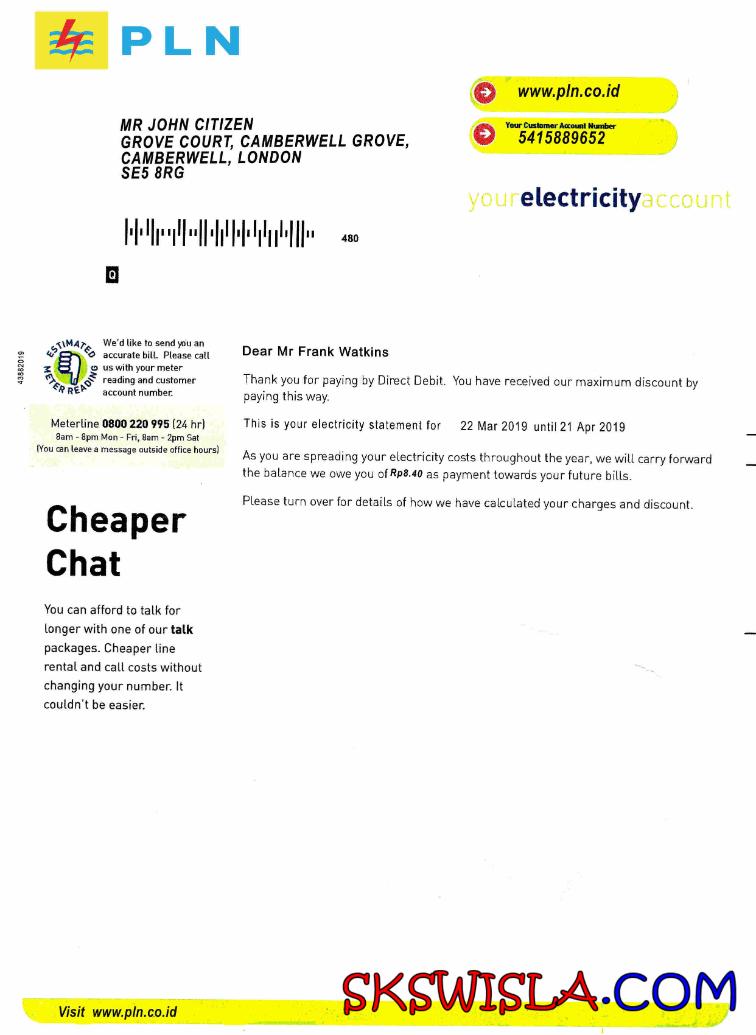 PLN
www.pln.co.id
Your Customer Account Number
5415889652
MR JOHN CITIZEN
GROVE COURT, CAMBERWELL GROVE,
CAMBERWELL, LONDON
SE5 8RG
yourelectricityaccount
480
Q
43882019
ESTIMATED
METER READING
We'd like to send you an
accurate bill. Please call
us with your meter
reading and customer
account number.
Meterline 0800 220 995 (24 hr)
8am - 8pm Mon - Fri, 8am - 2pm Sat
(You can leave a message outside office hours)
Cheaper
Chat
You can afford to talk for
longer with one of our talk
packages. Cheaper line
rental and call costs without
changing your number. It
couldn't be easier.
Dear Mr Frank Watkins
Thank you for paying by Direct Debit. You have received our maximum discount by
paying this way.
This is your electricity statement for 22 Mar 2019 until 21 Apr 2019
As you are spreading your electricity costs throughout the year, we will carry forward
the balance we owe you of Rp8.40 as payment towards your future bills.
Please turn over for details of how we have calculated your charges and discount.
Visit www.pln.co.id
SKSWISLA.COM